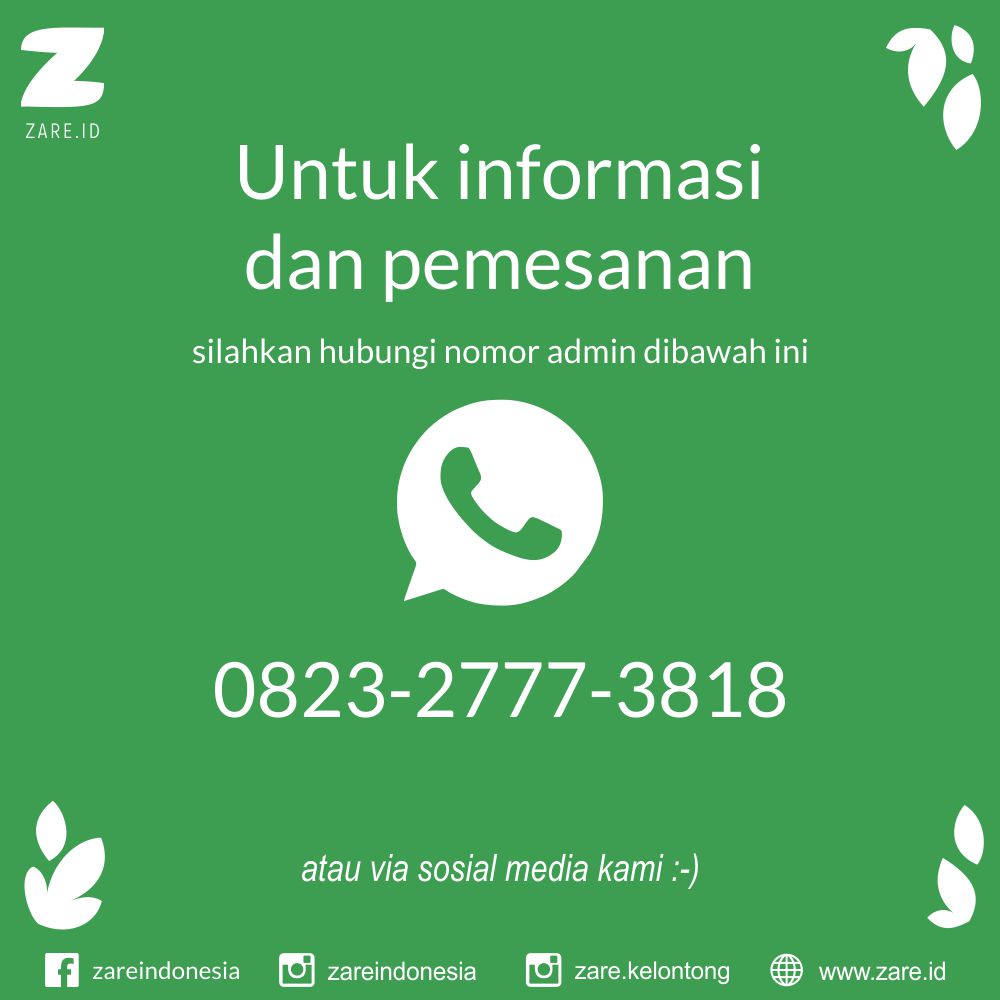 Z
ZARE.ID
Untuk informasi
dan pemesanan
silahkan hubungi nomor admin dibawah ini
0823-2777-3818
atau via sosial media kami :-)
zareindonesia zareindonesia zare.kelontong www.zare.id